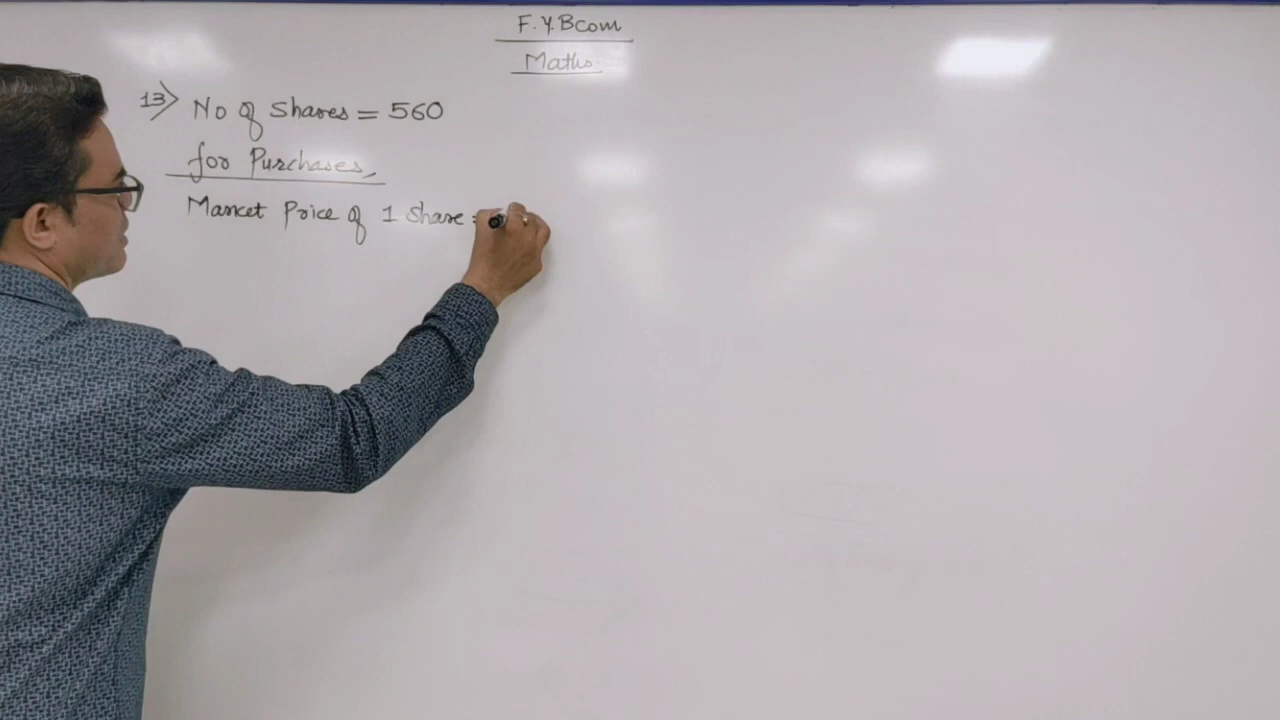 F.Y.Bcom
Maths.
13> No of Shares = 560
for Purchases,
Market Price of 1 Share =